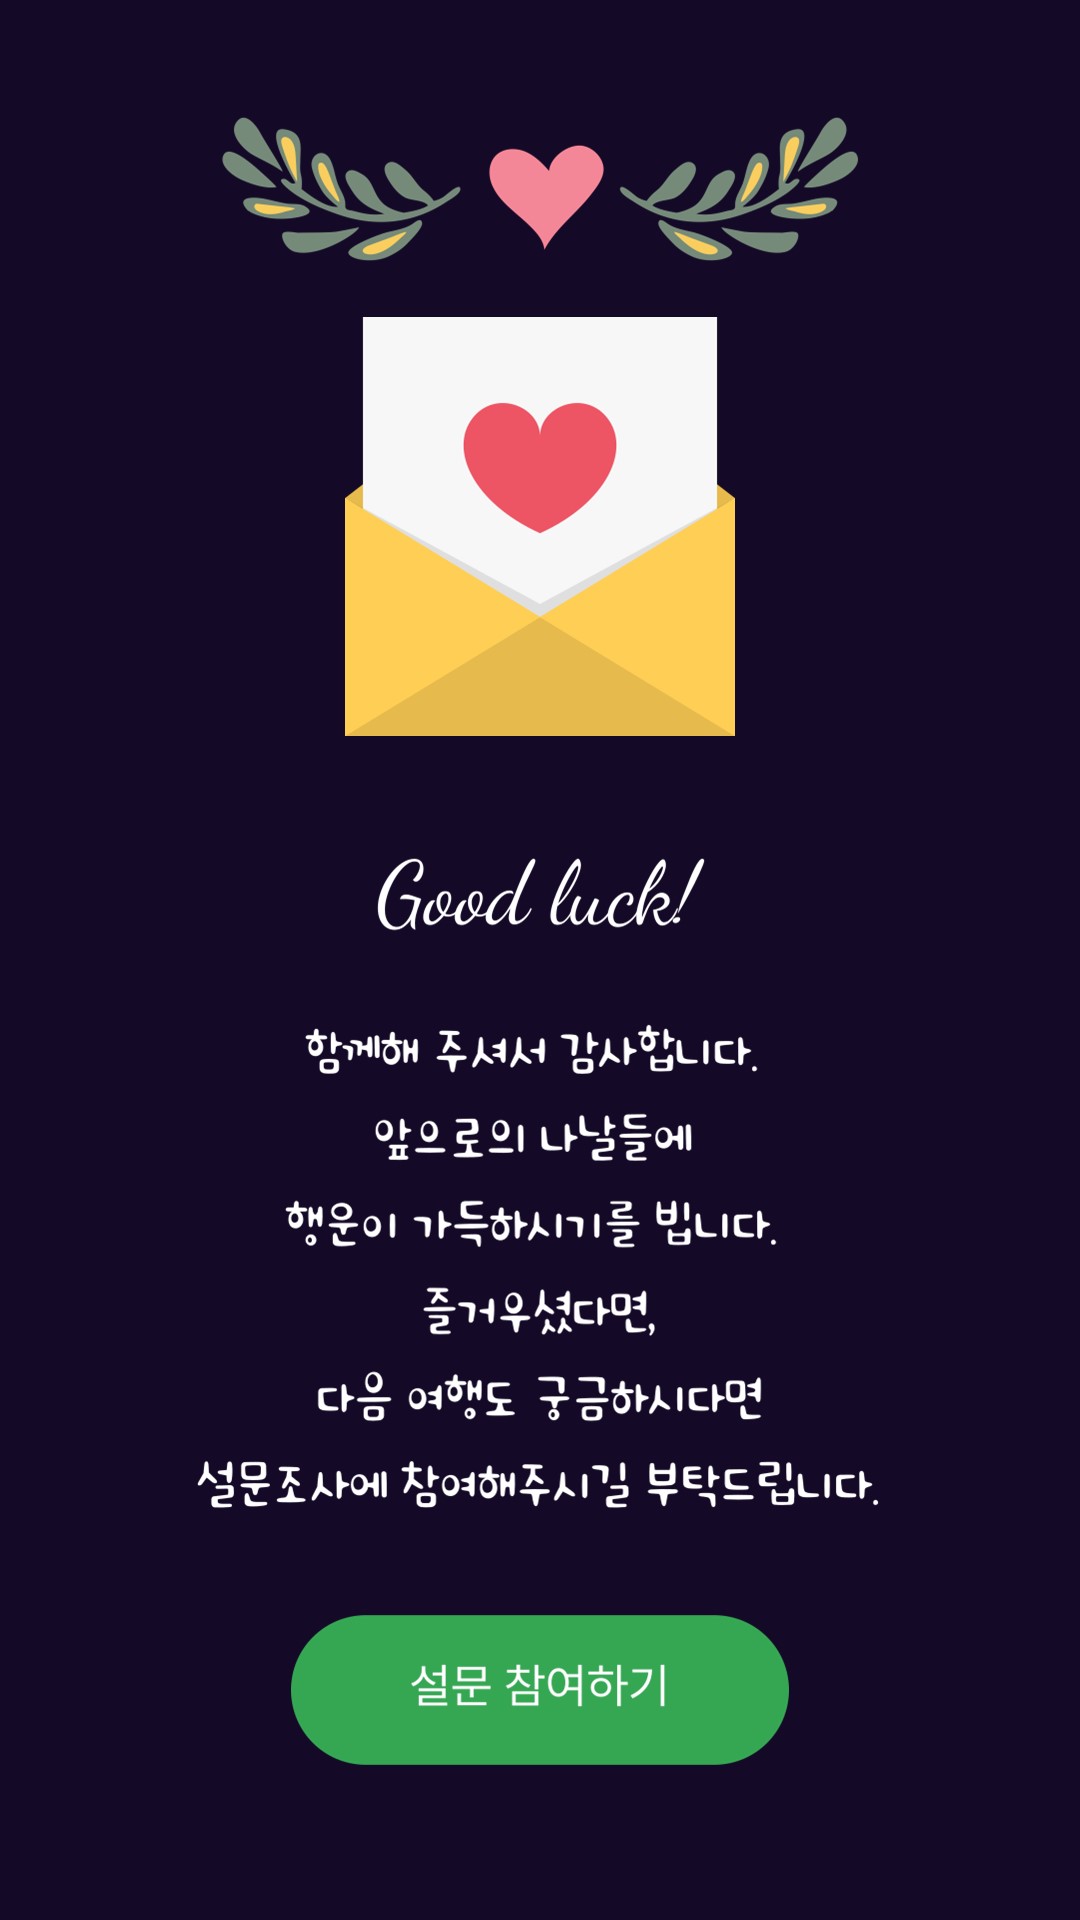 Good luck!
함께해 주셔서 감사합니다.
앞으로의 나날들에
행운이 가득하시기를 빕니다.
즐거우셨다면,
다음 여행도 궁금하시다면
설문조사에 참여해주시길 부탁드립니다.
설문 참여하기